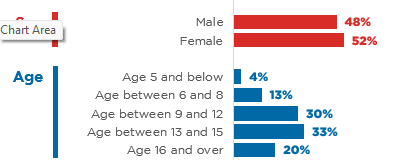 Male 48%
Chart Area
Female 52%
Age
Age 5 and below 4%
Age between 6 and 8 13%
Age between 9 and 12 30%
Age between 13 and 15 33%
Age 16 and over 20%